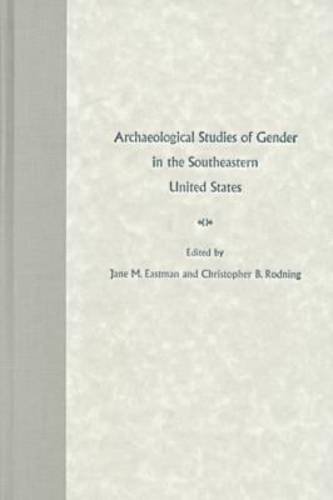 Archaeological Studies of Gender
in the Southeastern
United States
Edited by
Jane M. Eastman and Christopher B. Rodning